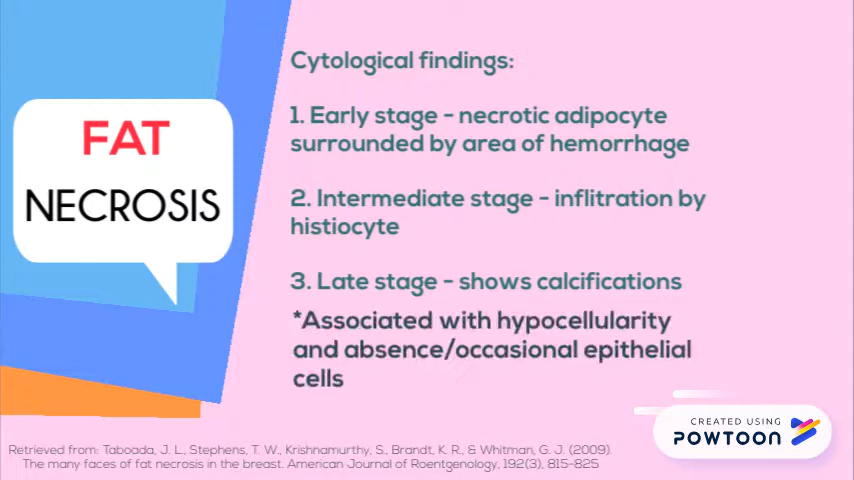 FAT
NECROSIS
Cytological findings:
1. Early stage - necrotic adipocyte
surrounded by area of hemorrhage
2. Intermediate stage - inflitration by
histiocyte
3. Late stage - shows calcifications
*Associated with hypocellularity
and absence/occasional epithelial
cells
Retrieved from: Taboada, J. L., Stephens, T. W., Krishnamurthy, S., Brandt, K. R., & Whitman, G. J. (2009).
The many faces of fat necrosis in the breast. American Journal of Roentgenology, 192(3), 815-825
CREATED USING
POWTOON